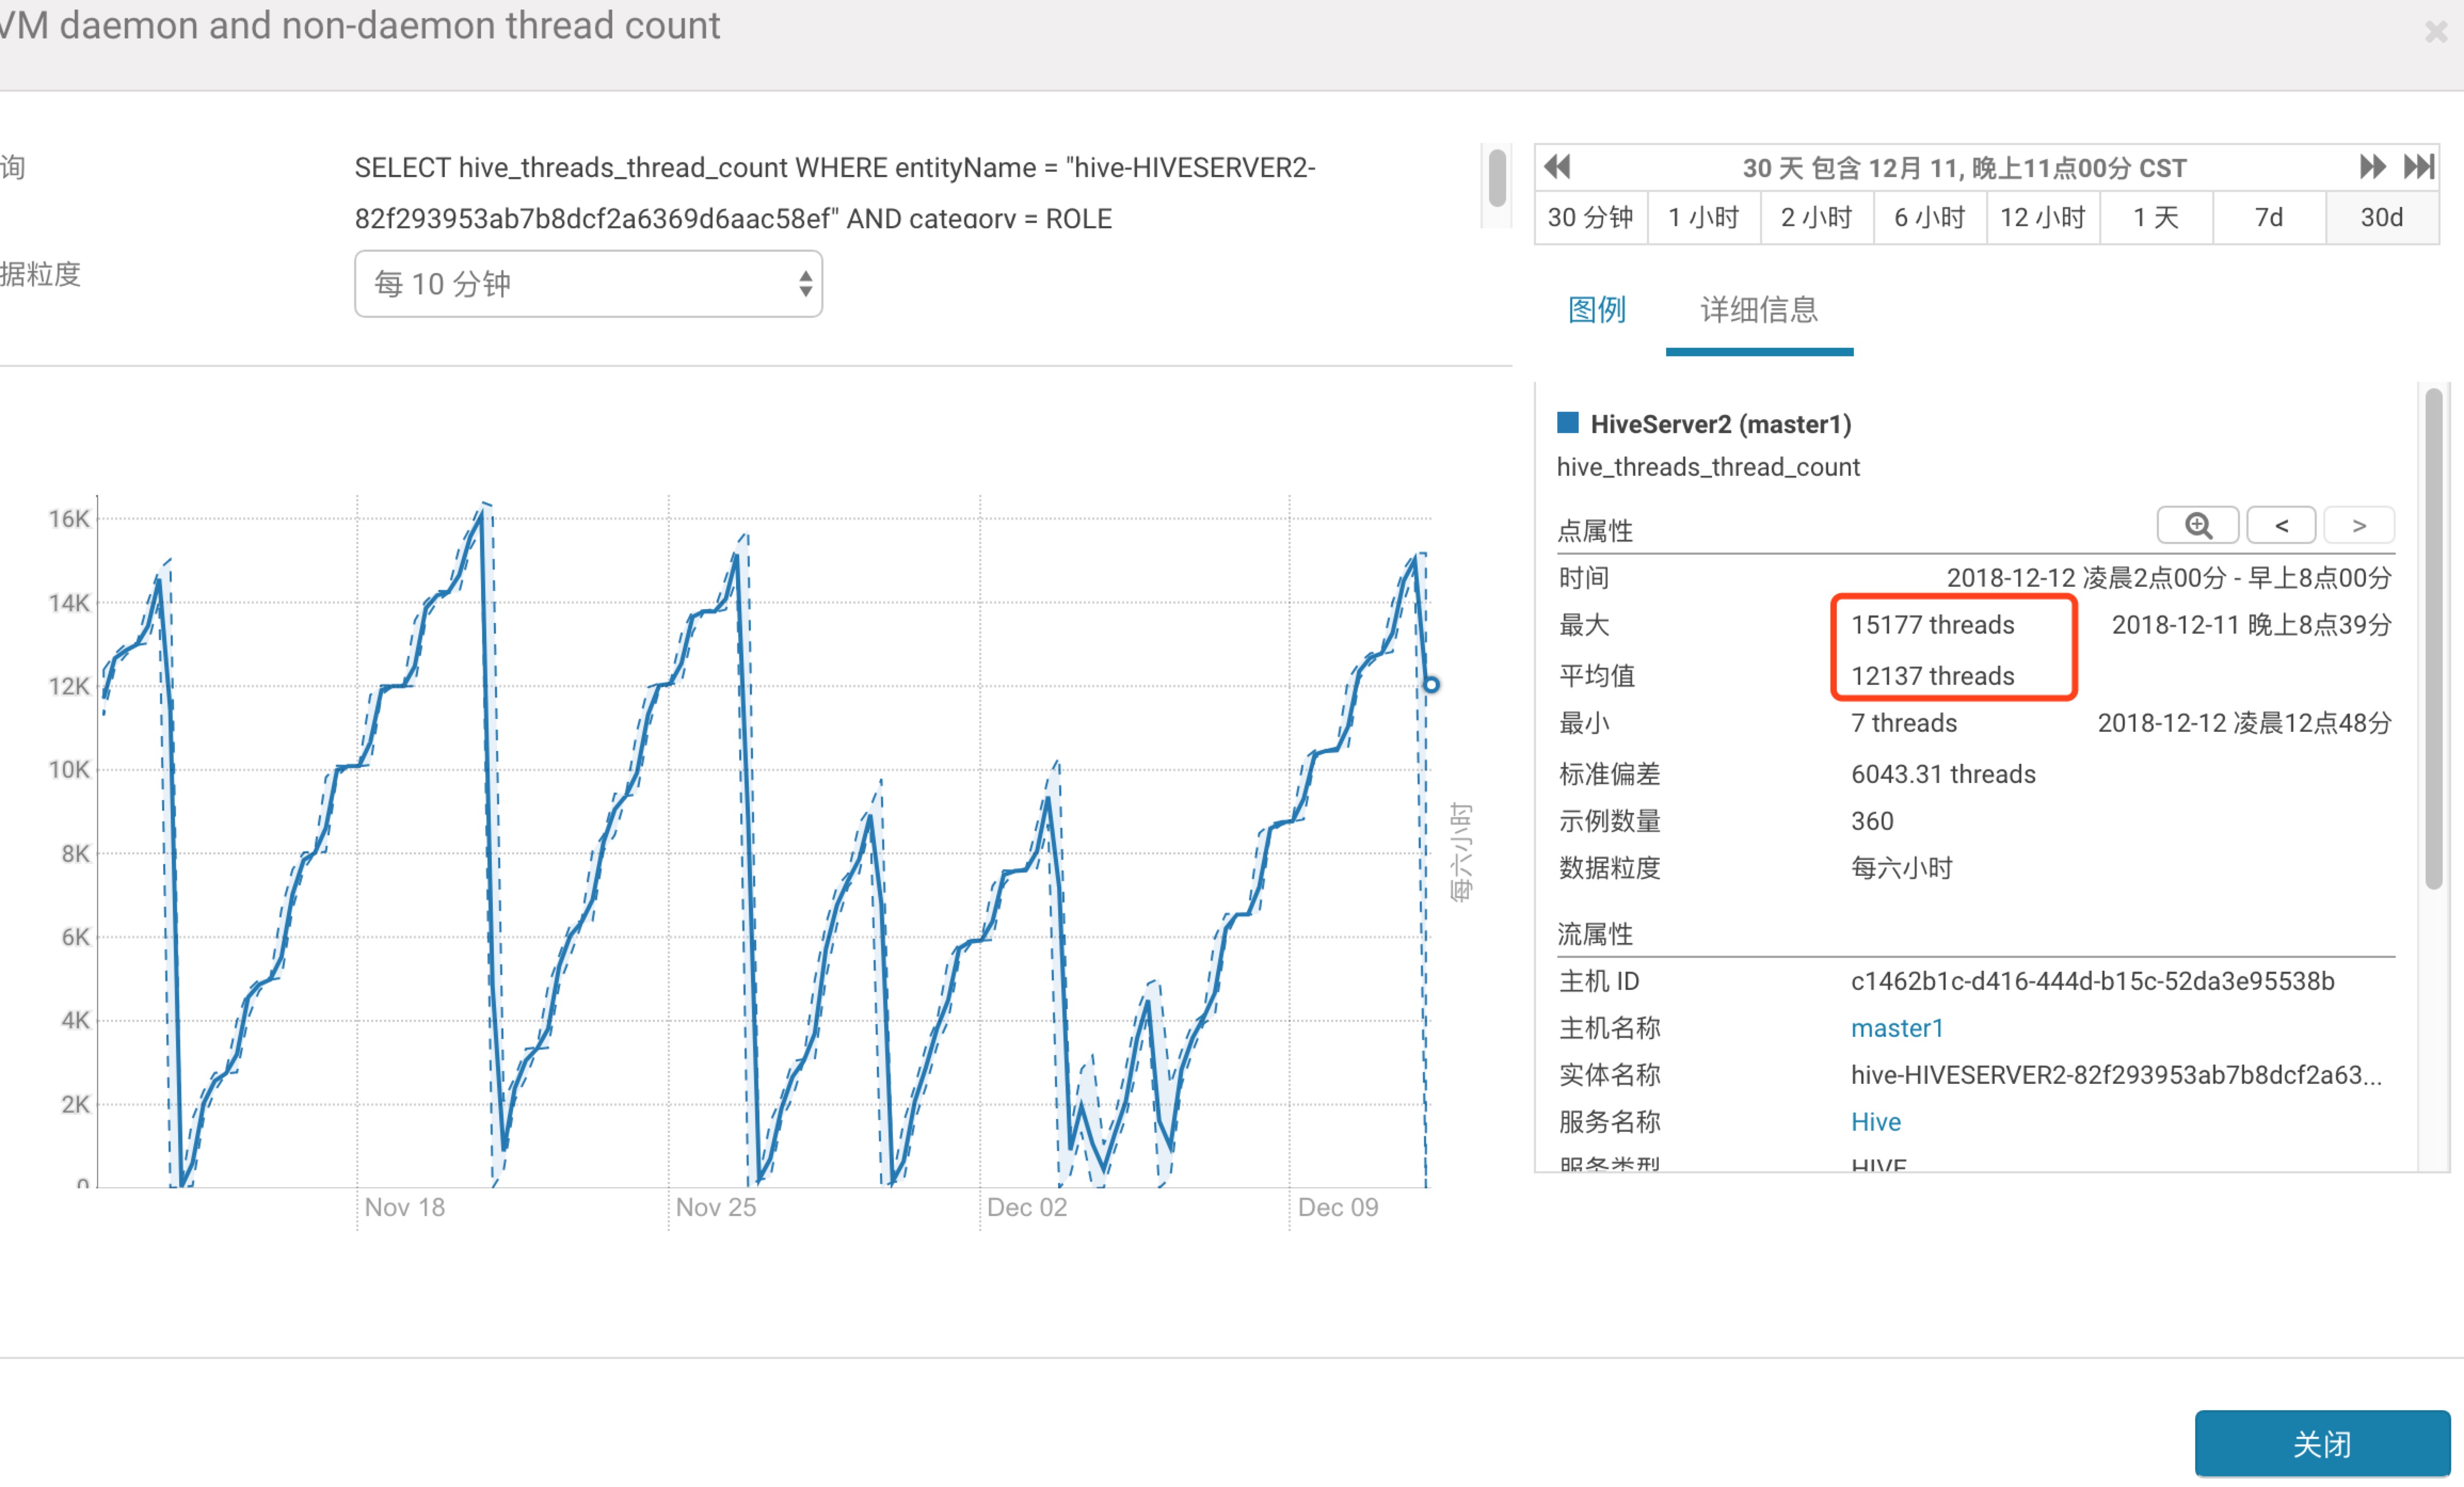 VM daemon and non-daemon thread count
询
SELECT hive_threads_thread_count WHERE entityName = "hive-HIVESERVER2-
82f293953ab7b8dcf2a6369d6aac58ef" AND category = ROLE
据粒度
每 10 分钟
30 天 包含 12月 11, 晚上11点00分 CST
30 分钟 1 小时 2 小时 6 小时 12 小时 1 天 7d 30d
图例 详细信息
HiveServer2 (master1)
hive_threads_thread_count
点属性 < >
时间 2018-12-12 凌晨2点00分 - 早上8点00分
最大 15177 threads 2018-12-11 晚上8点39分
平均值 12137 threads
最小 7 threads 2018-12-12 凌晨12点48分
标准偏差 6043.31 threads
示例数量 360
数据粒度 每六小时
流属性
主机 ID c1462b1c-d416-444d-b15c-52da3e95538b
主机名称 master1
实体名称 hive-HIVESERVER2-82f293953ab7b8dcf2a63...
服务名称 Hive
服务类型 HIVE
16K
14K
12K
10K
8K
6K
4K
2K
0
Nov 18 Nov 25 Dec 02 Dec 09
每六小时
关闭